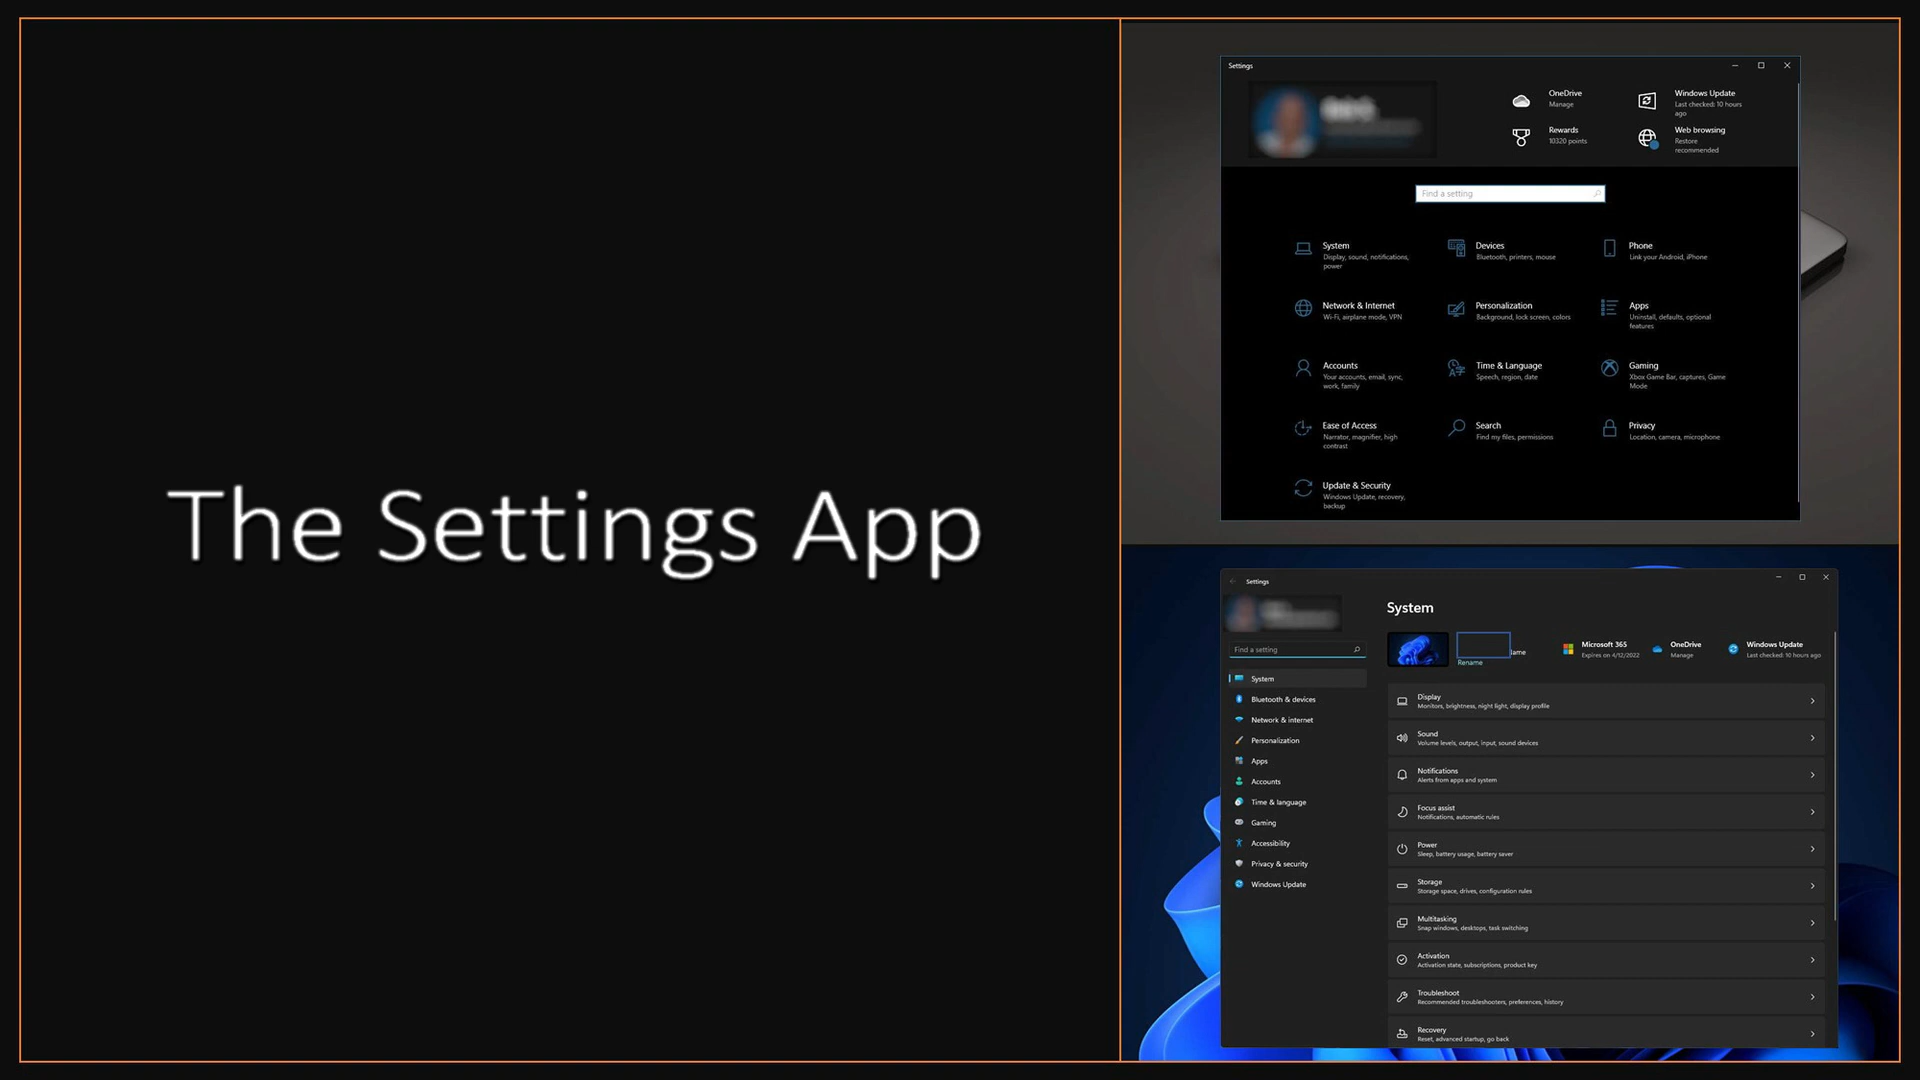 The Settings App
Settings
OneDrive
Manage
Windows Update
Last checked: 10 hours
ago
Rewards
10320 points
Web browsing
Restore
recommended
Find a setting
System
Display, sound, notifications,
power
Devices
Bluetooth, printers, mouse
Phone
Link your Android, iPhone
Network & Internet
Wi-Fi, airplane mode, VPN
Personalization
Background, lock screen, colors
Apps
Uninstall, defaults, optional
features
Accounts
Your accounts, email, sync,
work, family
Time & Language
Speech, region, date
Gaming
Xbox Game Bar, captures, Game
Mode
Ease of Access
Narrator, magnifier, high
contrast
Search
Find my files, permissions
Privacy
Location, camera, microphone
Update & Security
Windows Update, recovery,
backup
Settings
Find a setting
System
Bluetooth & devices
Network & internet
Personalization
Apps
Accounts
Time & language
Gaming
Accessibility
Privacy & security
Windows Update
System
Rename
Microsoft 365
Expires on 4/12/2022
OneDrive
Manage
Windows Update
Last checked: 10 hours ago
Display
Monitors, brightness, night light, display profile
Sound
Volume levels, output, input, sound devices
Notifications
Alerts from apps and system
Focus assist
Notifications, automatic rules
Power
Sleep, battery usage, battery saver
Storage
Storage space, drives, configuration rules
Multitasking
Snap windows, desktops, task switching
Activation
Activation state, subscriptions, product key
Troubleshoot
Recommended troubleshooters, preferences, history
Recovery
Reset, advanced startup, go back